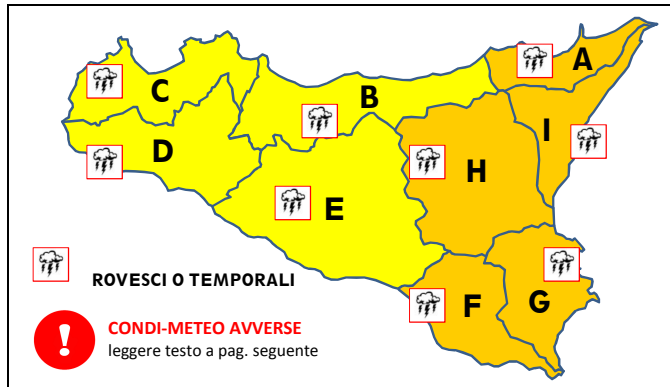 A
C
B
I
D
H
E
F
G
ROVESCI O TEMPORALI
!
CONDI-METEO AVVERSE
leggere testo a pag. seguente